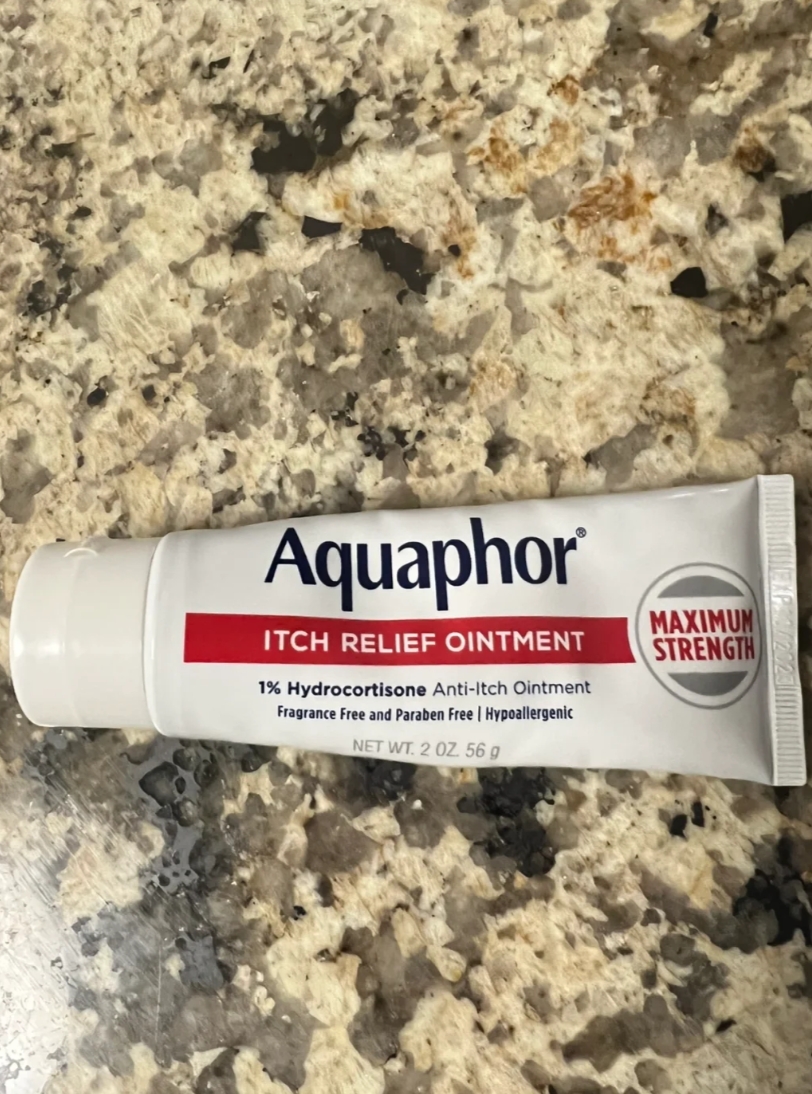 Aquaphor®
ITCH RELIEF OINTMENT
1% Hydrocortisone Anti-Itch Ointment
Fragrance Free and Paraben Free | Hypoallergenic
NET WT. 2 OZ. 56 g
MAXIMUM
STRENGTH